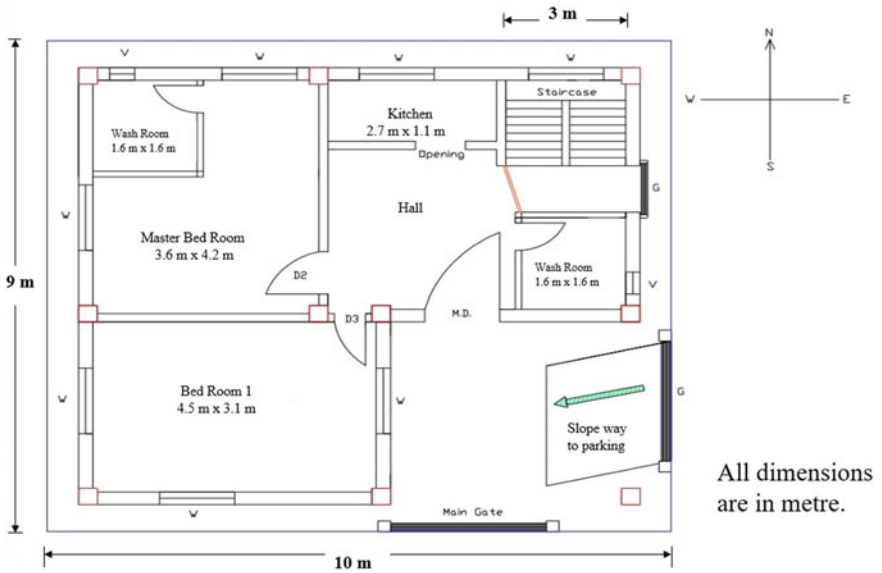 3 m
N
V
W
W
W
Staircase
W
E
Kitchen
2.7 m x 1.1 m
Wash Room
1.6 m x 1.6 m
Opening
S
G
Hall
W
Master Bed Room
3.6 m x 4.2 m
Wash Room
1.6 m x 1.6 m
D2
9 m
V
D3
M.D.
Bed Room 1
4.5 m x 3.1 m
W
W
G
Slope way
to parking
All dimensions
are in metre.
Main Gate
W
10 m